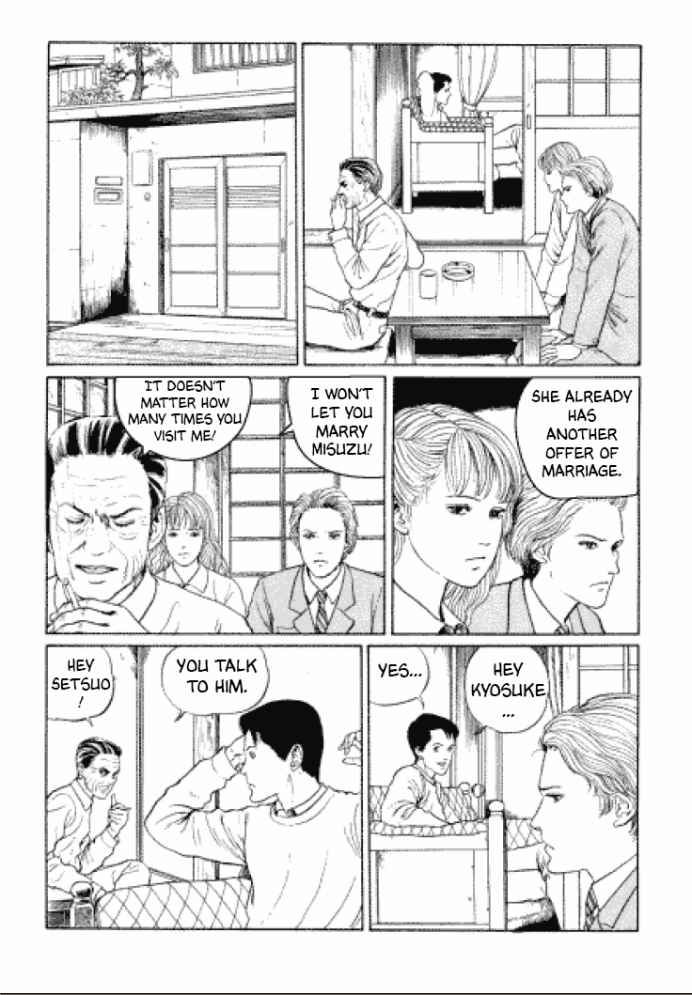 IT DOESN'T
MATTER HOW
MANY TIMES YOU
VISIT ME!
I WON'T
LET YOU
MARRY
MISUZU!
SHE ALREADY
HAS
ANOTHER
OFFER OF
MARRIAGE.
HEY
SETSUO
!
YOU TALK
TO HIM.
YES...
HEY
KYOSUKE
...